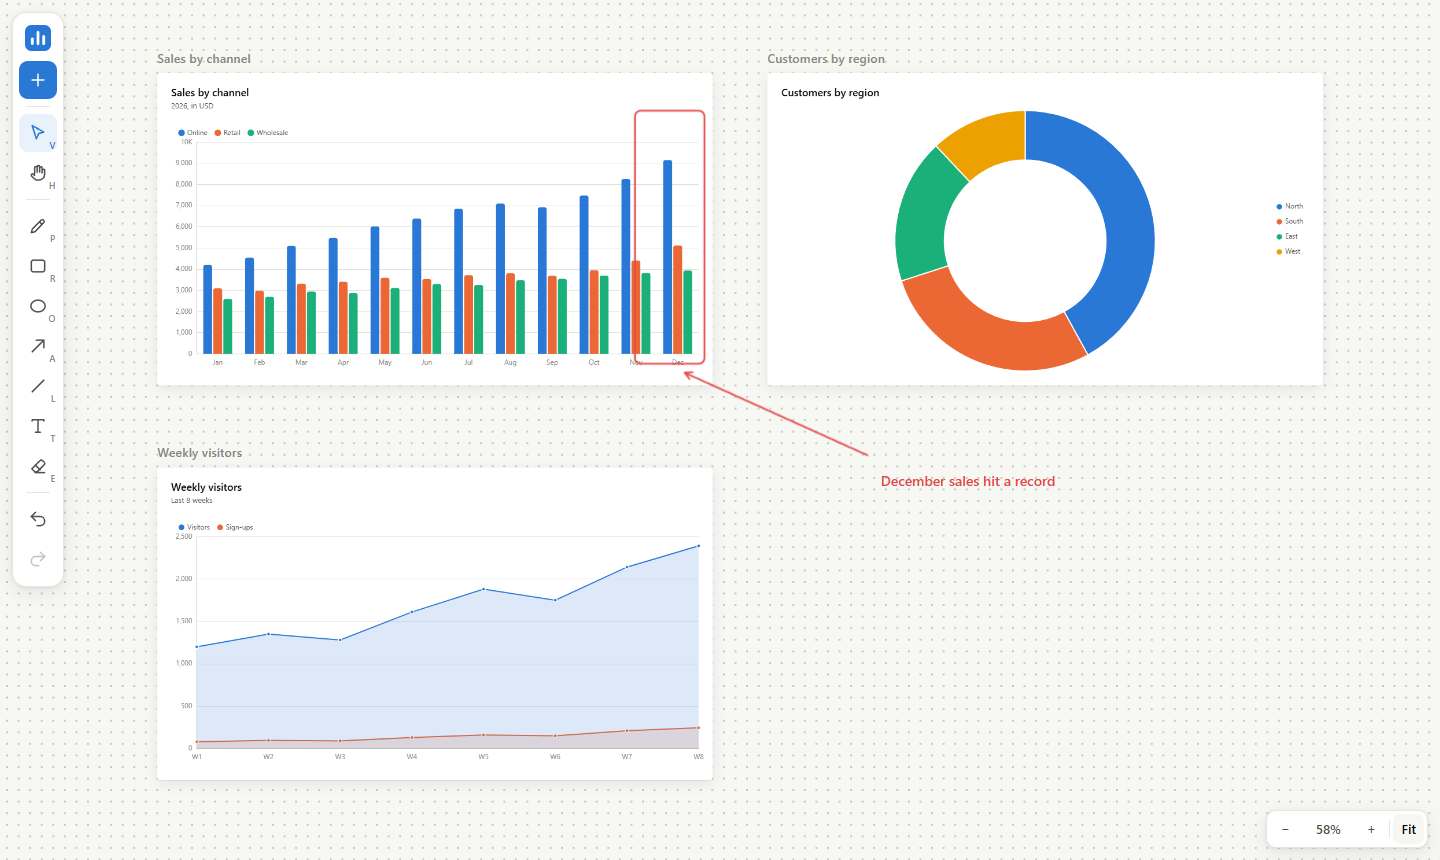 Sales by channel
Sales by channel
2026, in USD
Online Retail Wholesale
10K
9,000
8,000
7,000
6,000
5,000
4,000
3,000
2,000
1,000
0
Jan Feb Mar Apr May Jun Jul Aug Sep Oct Nov Dec
Customers by region
Customers by region
North
South
East
West
December sales hit a record
Weekly visitors
Weekly visitors
Last 8 weeks
Visitors Sign-ups
2,500
2,000
1,500
1,000
500
0
W1 W2 W3 W4 W5 W6 W7 W8
V
H
P
R
O
A
L
T
E
− 58% + Fit